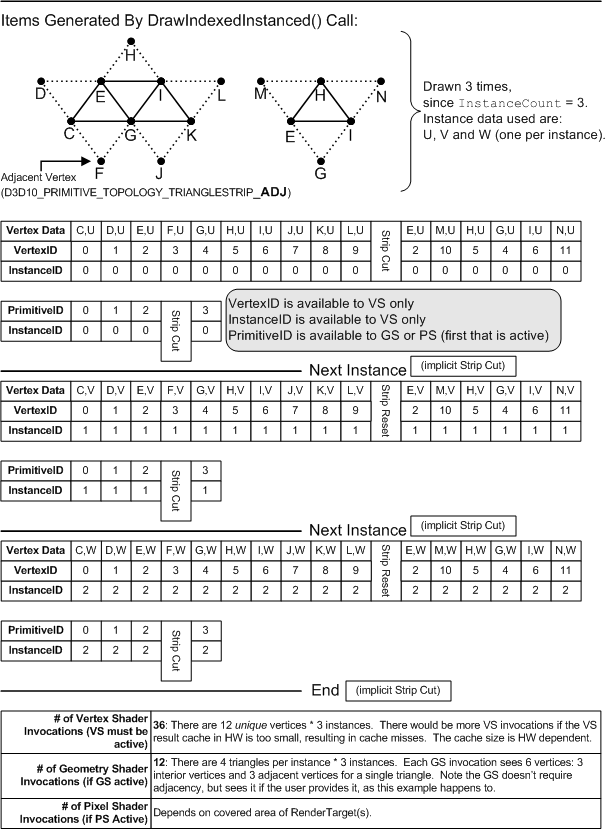 Items Generated By DrawIndexedInstanced() Call:
H
D E I L
C G K
F J
M H N
E I
G
Drawn 3 times,
since InstanceCount = 3.
Instance data used are:
U, V and W (one per instance).
Adjacent Vertex
(D3D10_PRIMITIVE_TOPOLOGY_TRIANGLESTRIP_ADJ)
Vertex Data C,U D,U E,U F,U G,U H,U I,U J,U K,U L,U Strip Cut E,U M,U H,U G,U I,U N,U
VertexID 0 1 2 3 4 5 6 7 8 9 2 10 5 4 6 11
InstanceID 0 0 0 0 0 0 0 0 0 0 0 0 0 0 0 0
PrimitiveID 0 1 2 Strip Cut 3
InstanceID 0 0 0 0
VertexID is available to VS only
InstanceID is available to VS only
PrimitiveID is available to GS or PS (first that is active)
Next Instance (implicit Strip Cut)
Vertex Data C,V D,V E,V F,V G,V H,V I,V J,V K,V L,V Strip Reset E,V M,V H,V G,V I,V N,V
VertexID 0 1 2 3 4 5 6 7 8 9 2 10 5 4 6 11
InstanceID 1 1 1 1 1 1 1 1 1 1 1 1 1 1 1 1
PrimitiveID 0 1 2 Strip Cut 3
InstanceID 1 1 1 1
Next Instance (implicit Strip Cut)
Vertex Data C,W D,W E,W F,W G,W H,W I,W J,W K,W L,W Strip Reset E,W M,W H,W G,W I,W N,W
VertexID 0 1 2 3 4 5 6 7 8 9 2 10 5 4 6 11
InstanceID 2 2 2 2 2 2 2 2 2 2 2 2 2 2 2 2
PrimitiveID 0 1 2 Strip Cut 3
InstanceID 2 2 2 2
End (implicit Strip Cut)
# of Vertex Shader
Invocations (VS must be
active)
36: There are 12 unique vertices * 3 instances. There would be more VS invocations if the VS
result cache in HW is too small, resulting in cache misses. The cache size is HW dependent.
# of Geometry Shader
Invocations (if GS active)
12: There are 4 triangles per instance * 3 instances. Each GS invocation sees 6 vertices: 3
interior vertices and 3 adjacent vertices for a single triangle. Note the GS doesn't require
adjacency, but sees it if the user provides it, as this example happens to.
# of Pixel Shader
Invocations (if PS Active)
Depends on covered area of RenderTarget(s).